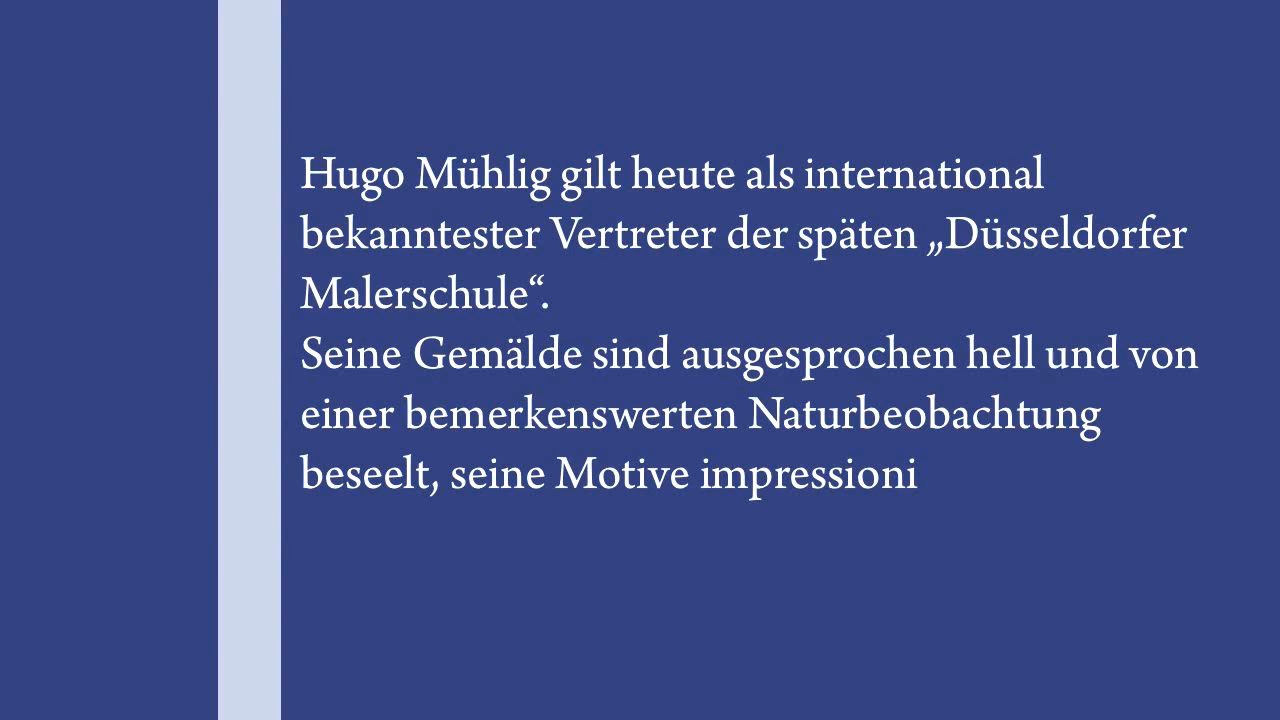 Hugo Mühlig gilt heute als international
bekanntester Vertreter der späten „Düsseldorfer
Malerschule“.
Seine Gemälde sind ausgesprochen hell und von
einer bemerkenswerten Naturbeobachtung
beseelt, seine Motive impressioni